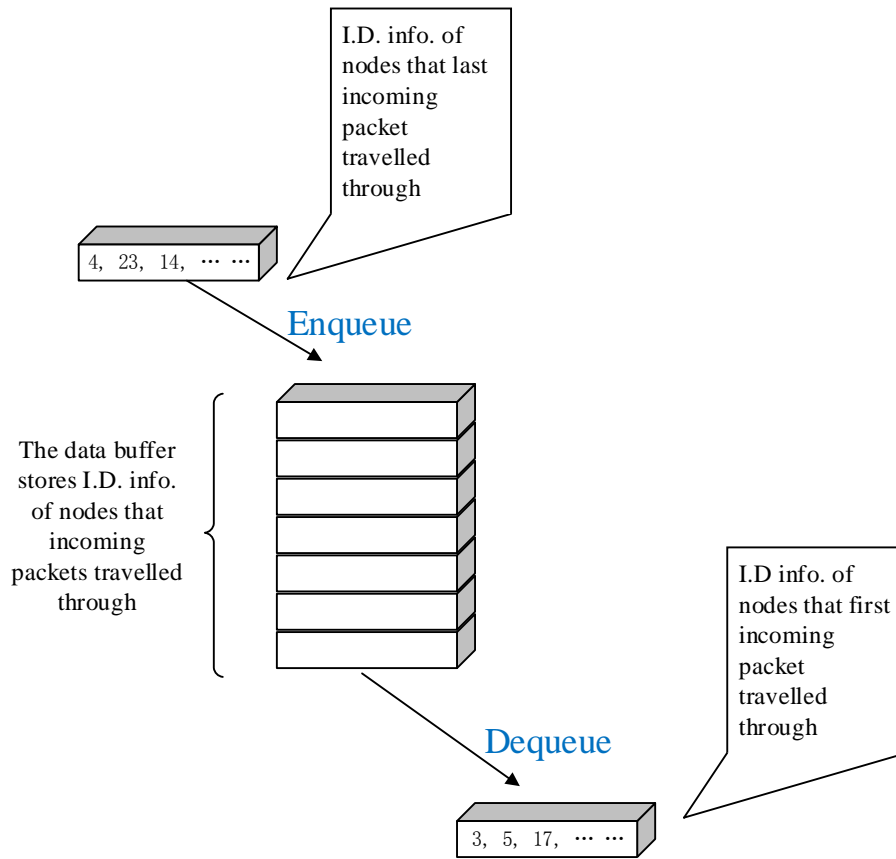 I.D. info. of
nodes that last
incoming
packet
travelled
through
4, 23, 14, … …
Enqueue
The data buffer
stores I.D. info.
of nodes that
incoming
packets travelled
through
I.D info. of
nodes that first
incoming
packet
travelled
through
Dequeue
3, 5, 17, … …